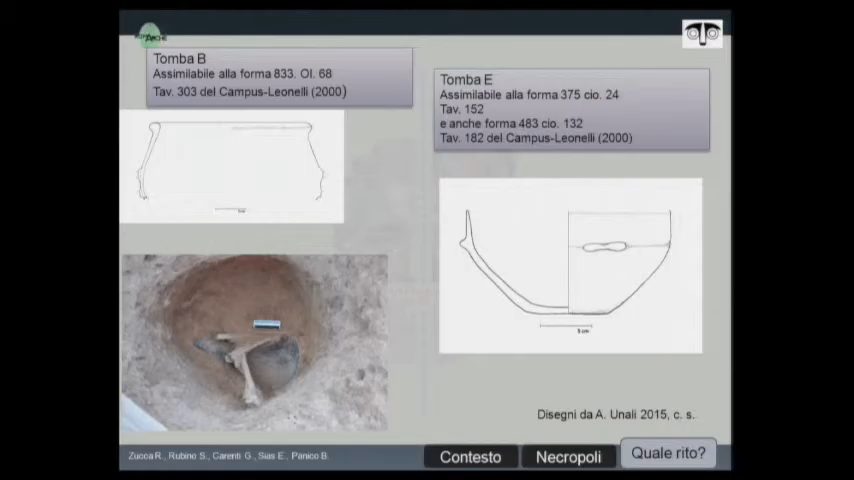 Tomba B
Assimilabile alla forma 833. Ol. 68
Tav. 303 del Campus-Leonelli (2000)
Tomba E
Assimilabile alla forma 375 cio. 24
Tav. 152
e anche forma 483 cio. 132
Tav. 182 del Campus-Leonelli (2000)
5 cm
Disegni da A. Unali 2015, c. s.
Zucca R., Rubino S., Carenti G., Sias E., Panico B.
Contesto
Necropoli
Quale rito?